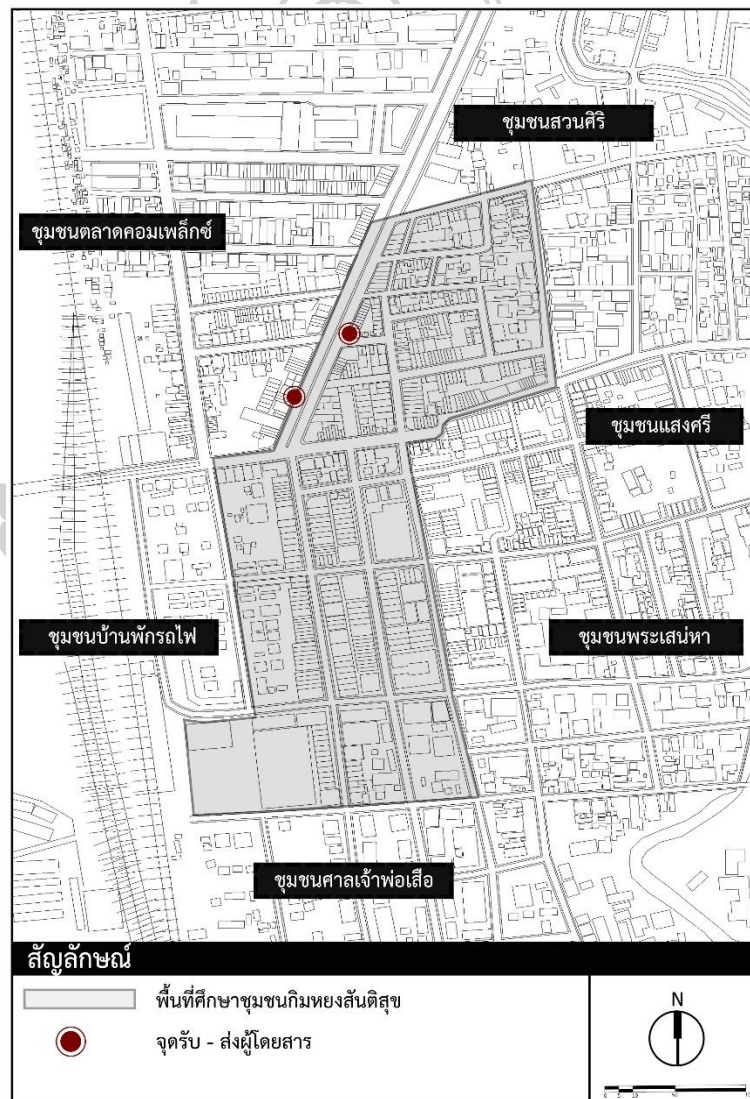 ชุมชนสวนศิริ
ชุมชนตลาดคอมเพล็กซ์
ชุมชนแสงศรี
ชุมชนบ้านพักรถไฟ
ชุมชนพระเสน่หา
ชุมชนศาลเจ้าพ่อเสือ
สัญลักษณ์
พื้นที่ศึกษาชุมชนกิมหยงสันติสุข
จุดรับ - ส่งผู้โดยสาร
N
0 5 10 50